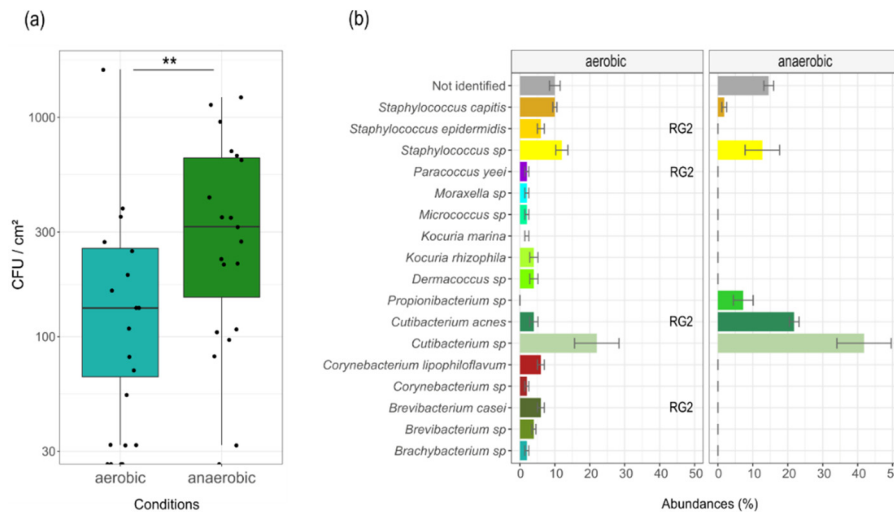 (a)
**
1000
300
100
30
CFU / cm²
aerobic anaerobic
Conditions
(b)
aerobic anaerobic
Not identified
Staphylococcus capitis
Staphylococcus epidermidis RG2
Staphylococcus sp
Paracoccus yeei RG2
Moraxella sp
Micrococcus sp
Kocuria marina
Kocuria rhizophila
Dermacoccus sp
Propionibacterium sp
Cutibacterium acnes RG2
Cutibacterium sp
Corynebacterium lipophiloflavum
Corynebacterium sp
Brevibacterium casei RG2
Brevibacterium sp
Brachybacterium sp
0 10 20 30 40 50 0 10 20 30 40 50
Abundances (%)